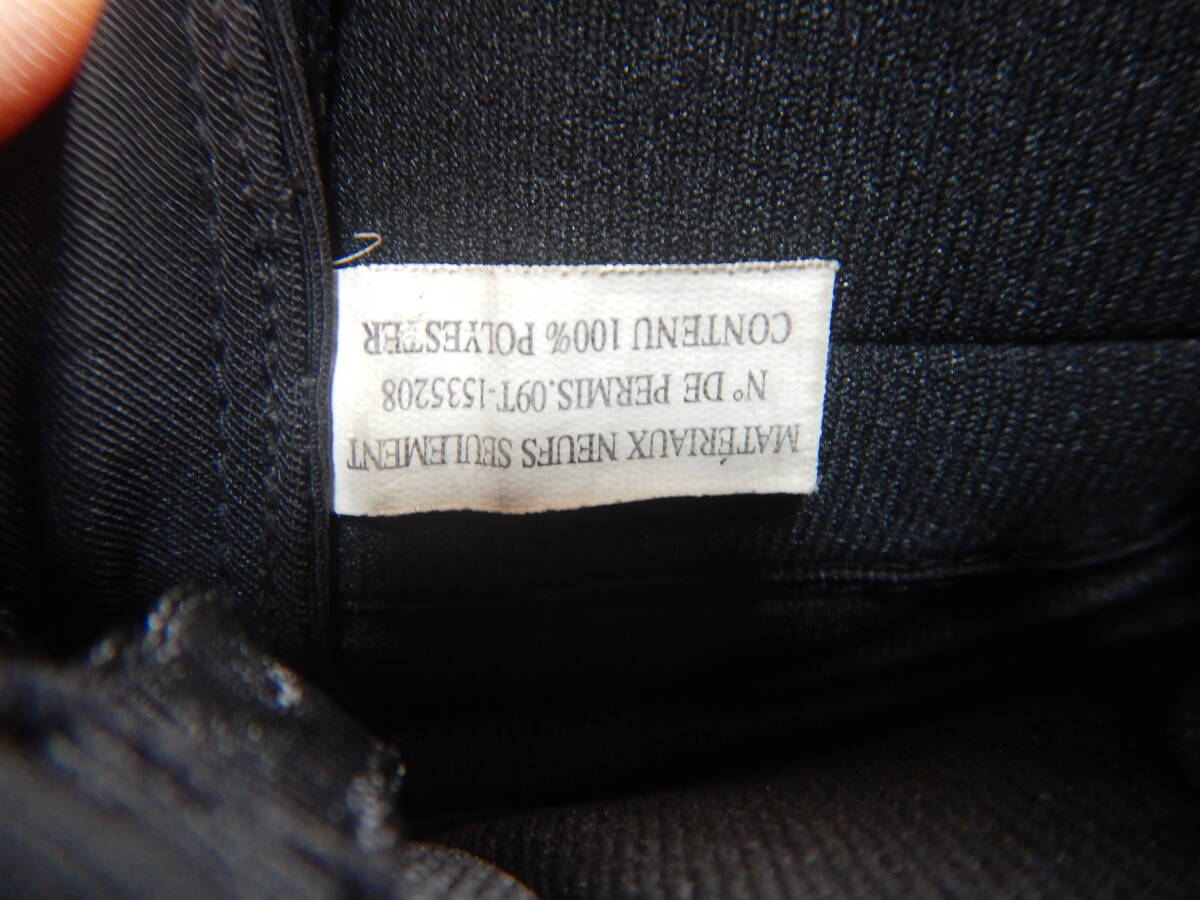 MATÉRIAUX NEUFS SEULEMENT
N° DE PERMIS.09T-1535208
CONTENU 100% POLYESTER